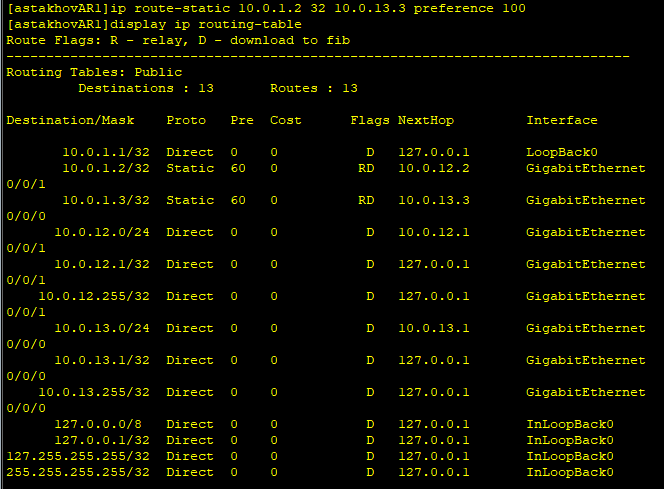 [astakhovAR1]ip route-static 10.0.1.2 32 10.0.13.3 preference 100
[astakhovAR1]display ip routing-table
Route Flags: R - relay, D - download to fib
------------------------------------------------------------------------------
Routing Tables: Public
         Destinations : 13       Routes : 13

Destination/Mask    Proto   Pre  Cost      Flags NextHop         Interface

       10.0.1.1/32  Direct  0    0           D   127.0.0.1       LoopBack0
       10.0.1.2/32  Static  60   0          RD   10.0.12.2       GigabitEthernet
0/0/1
       10.0.1.3/32  Static  60   0          RD   10.0.13.3       GigabitEthernet
0/0/0
      10.0.12.0/24  Direct  0    0           D   10.0.12.1       GigabitEthernet
0/0/1
      10.0.12.1/32  Direct  0    0           D   127.0.0.1       GigabitEthernet
0/0/1
    10.0.12.255/32  Direct  0    0           D   127.0.0.1       GigabitEthernet
0/0/1
      10.0.13.0/24  Direct  0    0           D   10.0.13.1       GigabitEthernet
0/0/0
      10.0.13.1/32  Direct  0    0           D   127.0.0.1       GigabitEthernet
0/0/0
    10.0.13.255/32  Direct  0    0           D   127.0.0.1       GigabitEthernet
0/0/0
      127.0.0.0/8   Direct  0    0           D   127.0.0.1       InLoopBack0
      127.0.0.1/32  Direct  0    0           D   127.0.0.1       InLoopBack0
127.255.255.255/32  Direct  0    0           D   127.0.0.1       InLoopBack0
255.255.255.255/32  Direct  0    0           D   127.0.0.1       InLoopBack0